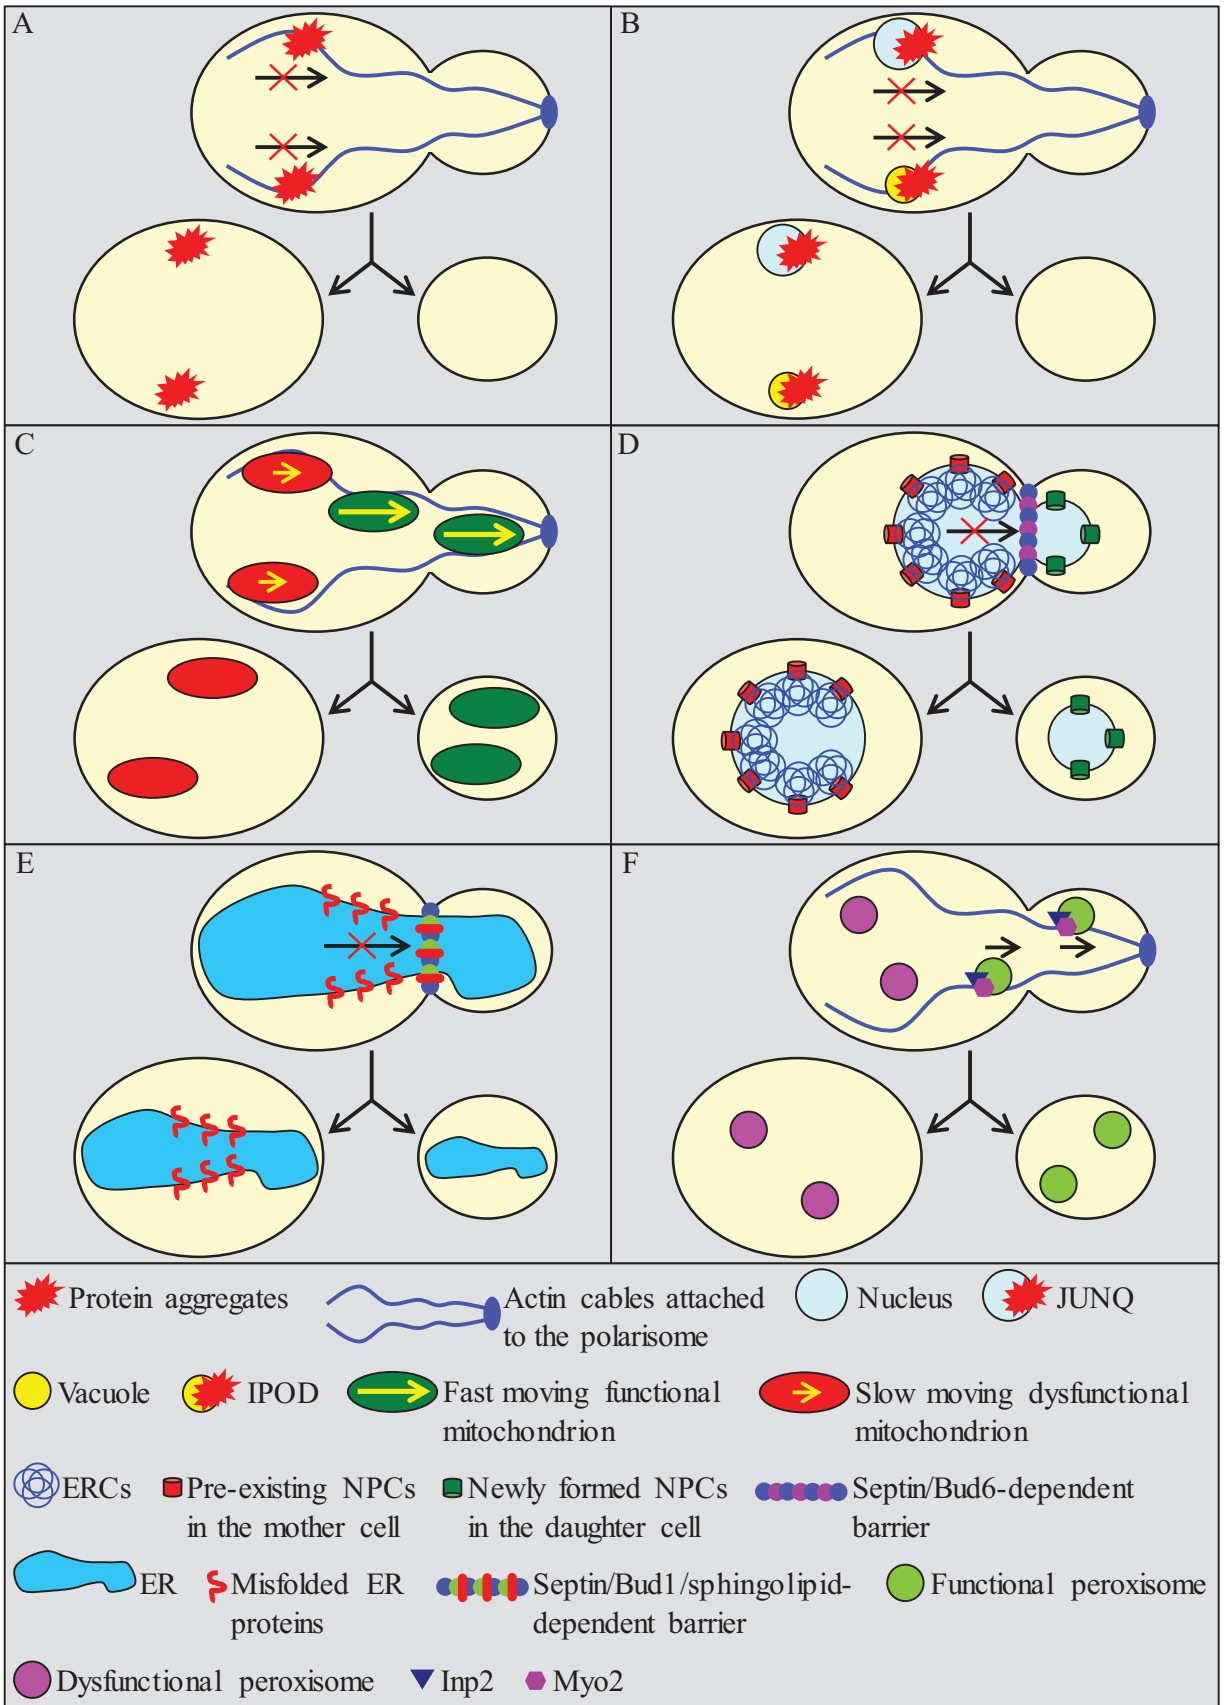 A
B
C
D
E
F
Protein aggregates
Actin cables attached
to the polarisome
Nucleus
JUNQ
Vacuole
IPOD
Fast moving functional
mitochondrion
Slow moving dysfunctional
mitochondrion
ERCs
Pre-existing NPCs
in the mother cell
Newly formed NPCs
in the daughter cell
Septin/Bud6-dependent
barrier
ER
Misfolded ER
proteins
Septin/Bud1/sphingolipid-
dependent barrier
Functional peroxisome
Dysfunctional peroxisome
Inp2
Myo2